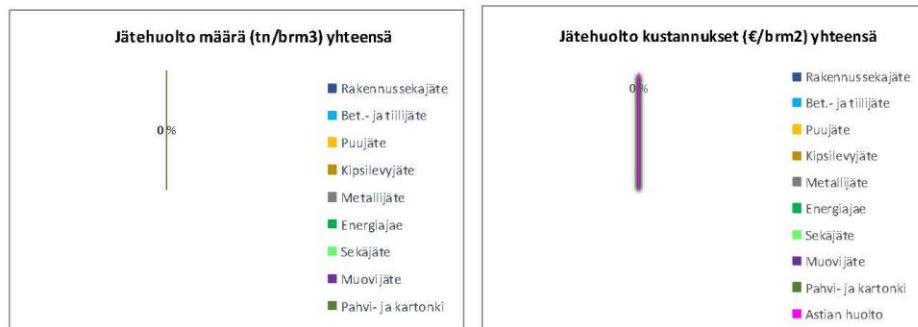 Jätehuolto määrä (tn/brm3) yhteensä
0 %
Rakennussekajäte
Bet.- ja tiilijäte
Puujäte
Kipsilevyjäte
Metallijäte
Energiajae
Sekäjäte
Muovijäte
Pahvi- ja kartonki
Jätehuolto kustannukset (€/brm2) yhteensä
0 %
Rakennussekajäte
Bet.- ja tiilijäte
Puujäte
Kipsilevyjäte
Metallijäte
Energiajae
Sekäjäte
Muovijäte
Pahvi- ja kartonki
Astian huolto